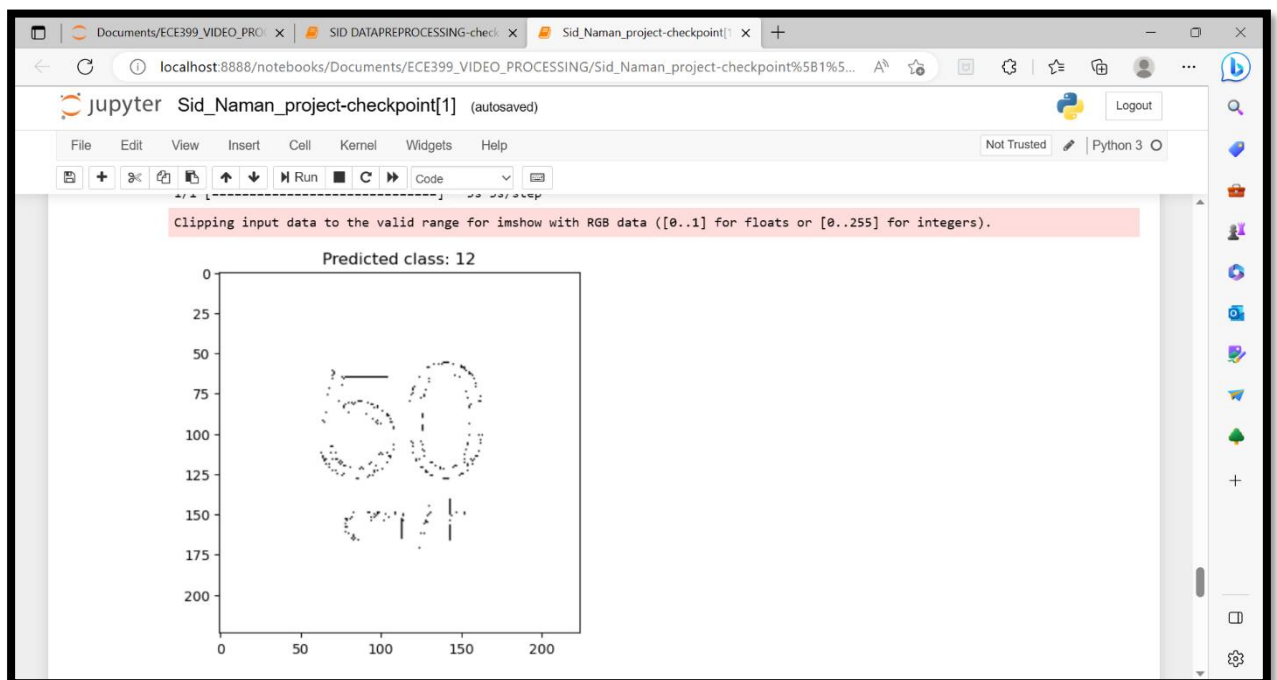 Documents/ECE399_VIDEO_PRO
SID DATAPREPROCESSING-check
Sid_Naman_project-checkpoint[1
localhost:8888/notebooks/Documents/ECE399_VIDEO_PROCESSING/Sid_Naman_project-checkpoint%5B1%5...
jupyter Sid_Naman_project-checkpoint[1] (autosaved)
Logout
File Edit View Insert Cell Kernel Widgets Help
Not Trusted Python 3
Run Code
Clipping input data to the valid range for imshow with RGB data ([0..1] for floats or [0..255] for integers).
Predicted class: 12
0
25
50
75
100
125
150
175
200
50
0 50 100 150 200